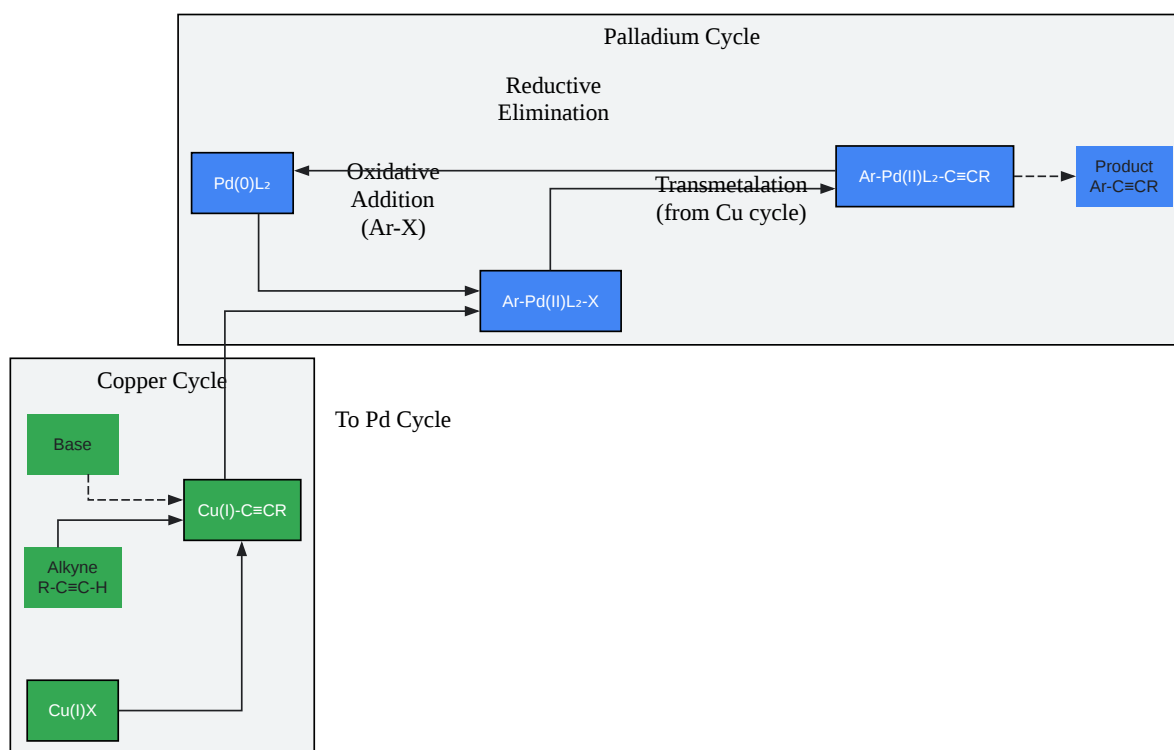 Palladium Cycle
Reductive
Elimination
Pd(0)L₂
Oxidative
Addition
(Ar-X)
Transmetalation
(from Cu cycle)
Ar-Pd(II)L₂-C≡CR
Product
Ar-C≡CR
Ar-Pd(II)L₂-X
Copper Cycle
To Pd Cycle
Base
Cu(I)-C≡CR
Alkyne
R-C≡C-H
Cu(I)X